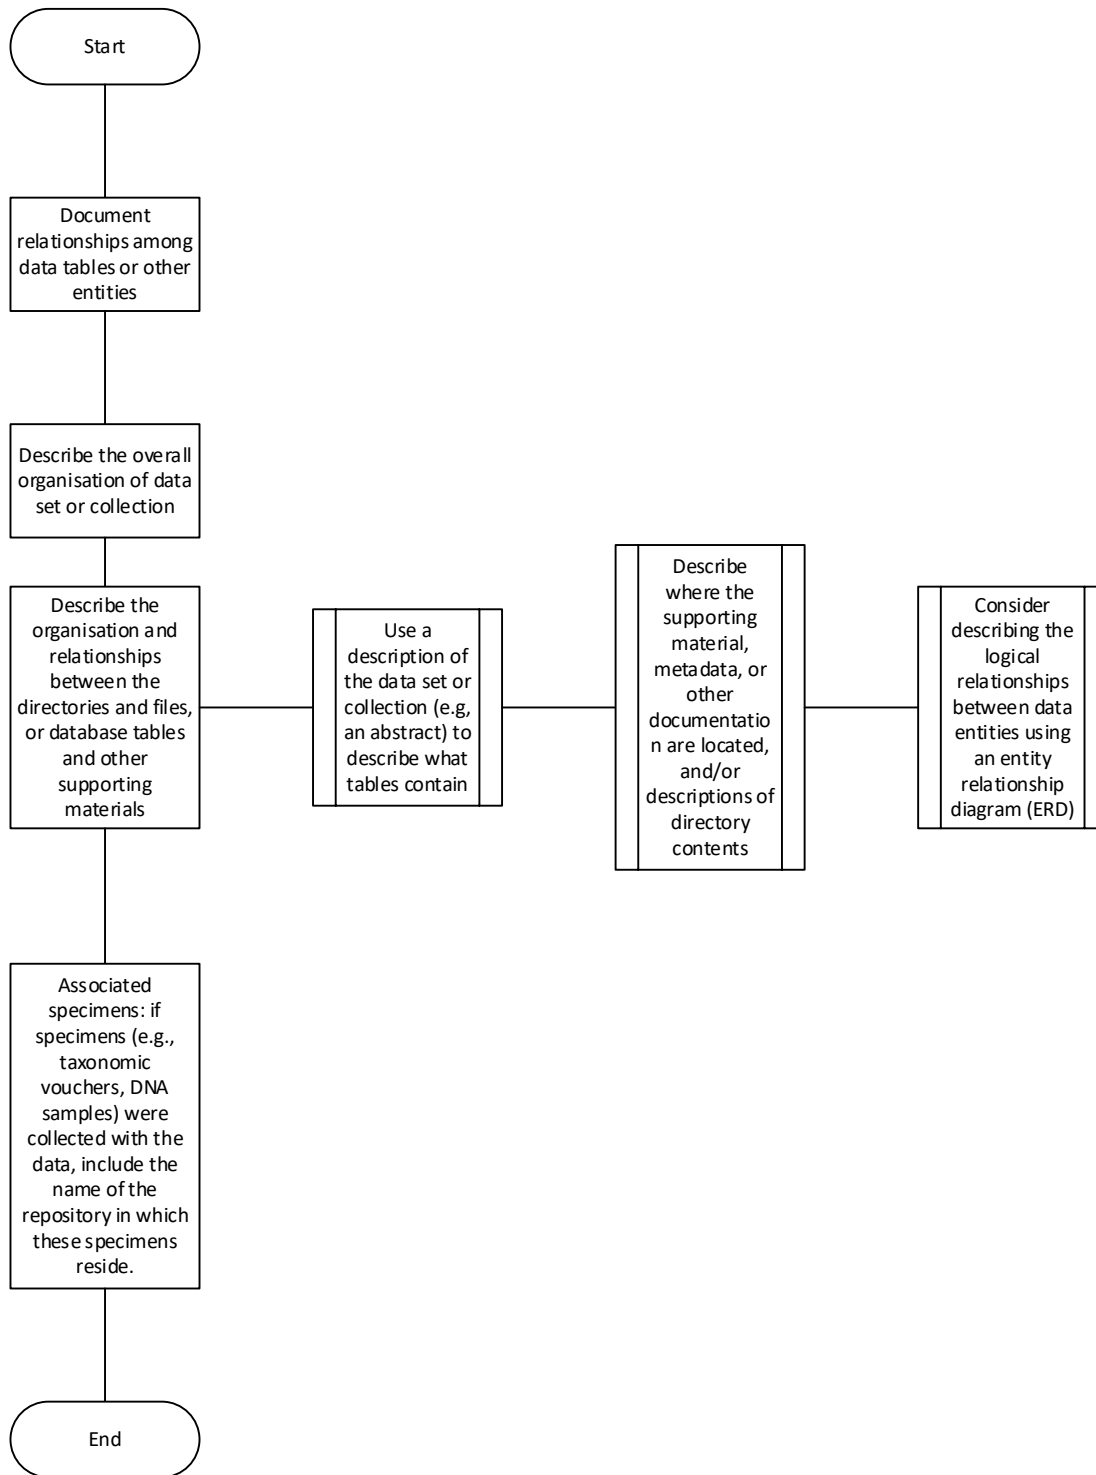 Start
Document
relationships among
data tables or other
entities
Describe the overall
organisation of data
set or collection
Describe the
organisation and
relationships
between the
directories and files,
or database tables
and other
supporting
materials
Use a
description of
the data set or
collection (e.g,
an abstract) to
describe what
tables contain
Describe
where the
supporting
material,
metadata, or
other
documentatio
n are located,
and/or
descriptions of
directory
contents
Consider
describing the
logical
relationships
between data
entities using
an entity
relationship
diagram (ERD)
Associated
specimens: if
specimens (e.g.,
taxonomic
vouchers, DNA
samples) were
collected with the
data, include the
name of the
repository in which
these specimens
reside.
End